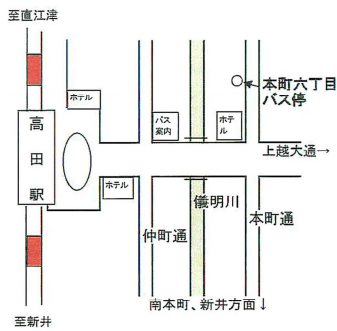 至直江津
ホテル
バス
案内
ホテ
ル
本町六丁目
バス停
上越大通→
高田駅
ホテル
仲町通
儀明川
本町通
至新井
南本町、新井方面↓